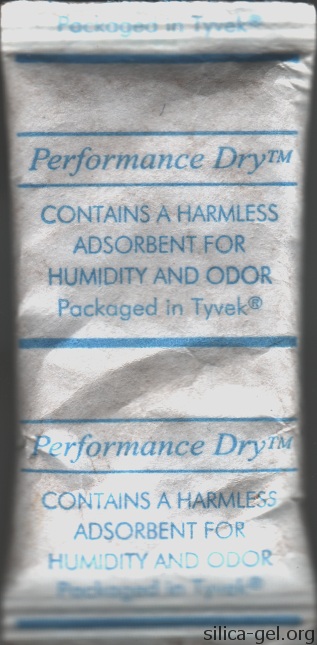 Packaged in Tyvek®
Performance Dry™
CONTAINS A HARMLESS
ADSORBENT FOR
HUMIDITY AND ODOR
Packaged in Tyvek®
Performance Dry™
CONTAINS A HARMLESS
ADSORBENT FOR
HUMIDITY AND ODOR
Packaged in Tyvek®
silica-gel.org